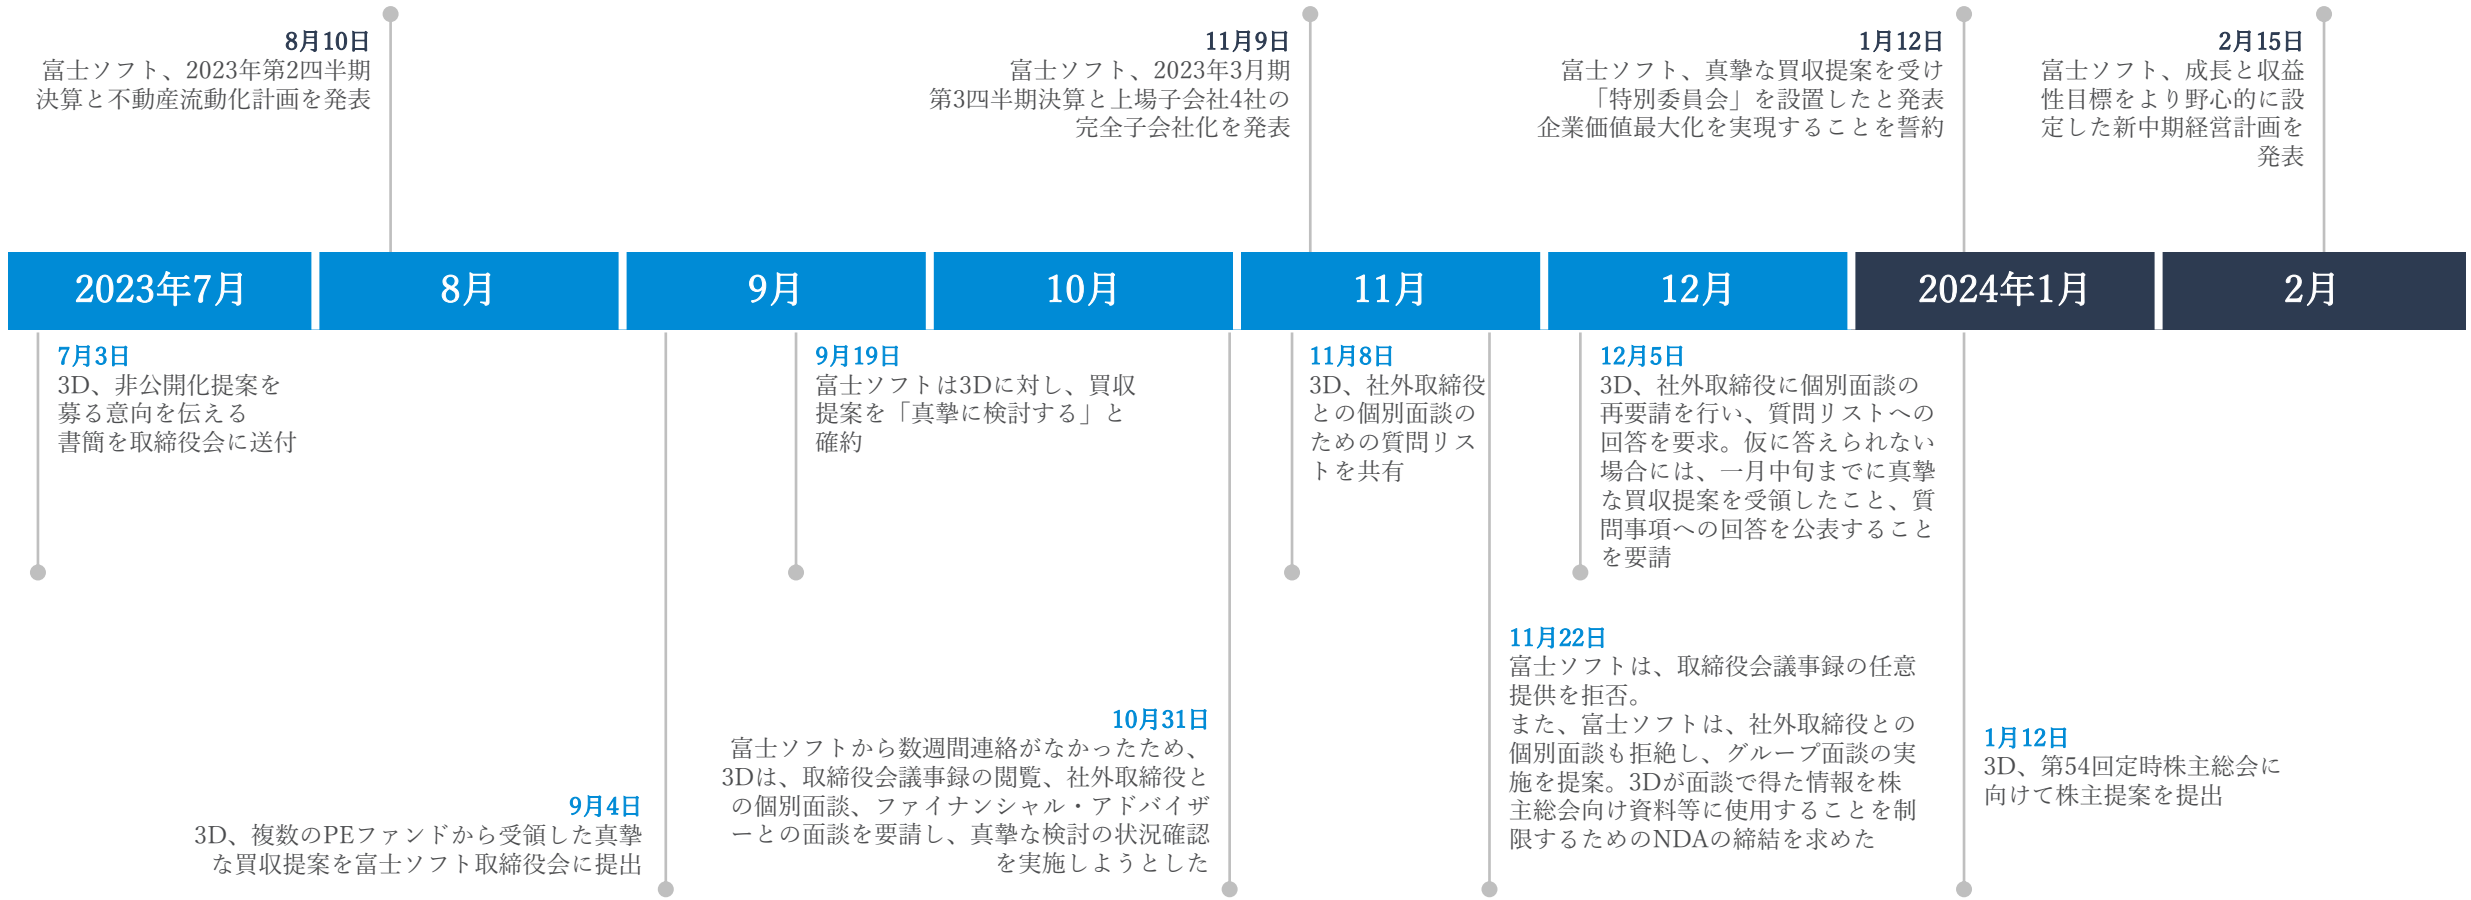 8月10日
富士ソフト、2023年第2四半期
決算と不動産流動化計画を発表
11月9日
富士ソフト、2023年3月期
第3四半期決算と上場子会社4社の
完全子会社化を発表
1月12日
富士ソフト、真摯な買収提案を受け
「特別委員会」を設置したと発表
企業価値最大化を実現することを誓約
2月15日
富士ソフト、成長と収益
性目標をより野心的に設
定した新中期経営計画を
発表
2023年7月
8月
9月
10月
11月
12月
2024年1月
2月
7月3日
3D、非公開化提案を
募る意向を伝える
書簡を取締役会に送付
9月4日
3D、複数のPEファンドから受領した真摯
な買収提案を富士ソフト取締役会に提出
9月19日
富士ソフトは3Dに対し、買収
提案を「真摯に検討する」と
確約
10月31日
富士ソフトから数週間連絡がなかったため、
3Dは、取締役会議事録の閲覧、社外取締役と
の個別面談、ファイナンシャル・アドバイザ
ーとの面談を要請し、真摯な検討の状況確認
を実施しようとした
11月8日
3D、社外取締役
との個別面談の
ための質問リス
トを共有
11月22日
富士ソフトは、取締役会議事録の任意
提供を拒否。
また、富士ソフトは、社外取締役との
個別面談も拒絶し、グループ面談の実
施を提案。3Dが面談で得た情報を株
主総会向け資料等に使用することを制
限するためのNDAの締結を求めた
12月5日
3D、社外取締役に個別面談の
再要請を行い、質問リストへの
回答を要求。仮に答えられない
場合には、一月中旬までに真摯
な買収提案を受領したこと、質
問事項への回答を公表すること
を要請
1月12日
3D、第54回定時株主総会に
向けて株主提案を提出